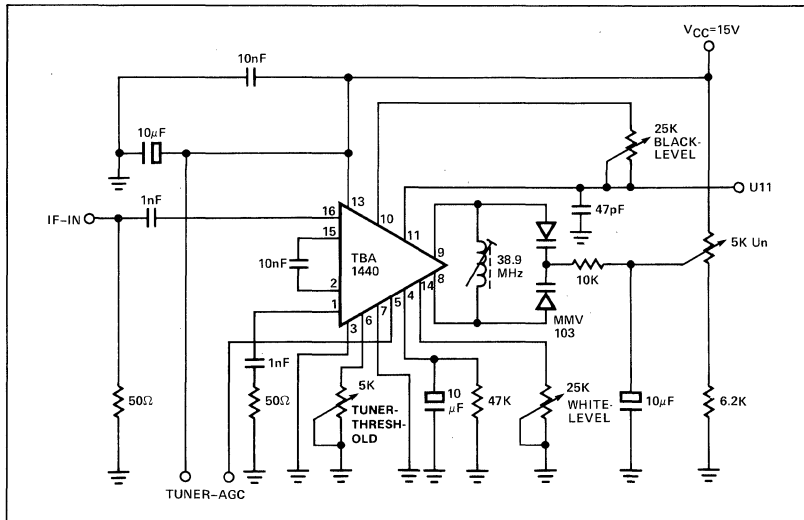 VCC=15V
10nF
10μF
25K
BLACK-
LEVEL
1nF
13
10
11
U11
IF-IN
16
47pF
15
TBA
1440
9
8
38.9
MHz
5K Un
10nF
2
14
10K
1
4
5
7
6
3
MMV
103
1nF
50Ω
50Ω
5K
TUNER-
THRESH-
OLD
10
μF
47K
25K
WHITE-
LEVEL
10μF
6.2K
TUNER-AGC